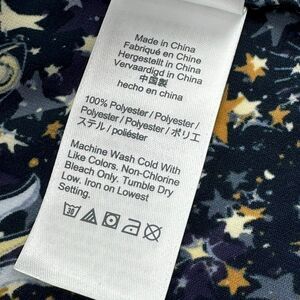 Made in China
Fabriqué en Chine
Hergestellt in China
Vervaardigd in China
中国製
hecho en china
100% Polyester / Polyester /
Polyester / Polyester / ポリエ
ステル / poliéster
Machine Wash Cold With
Like Colors. Non-Chlorine
Bleach Only. Tumble Dry
Low. Iron on Lowest
Setting.